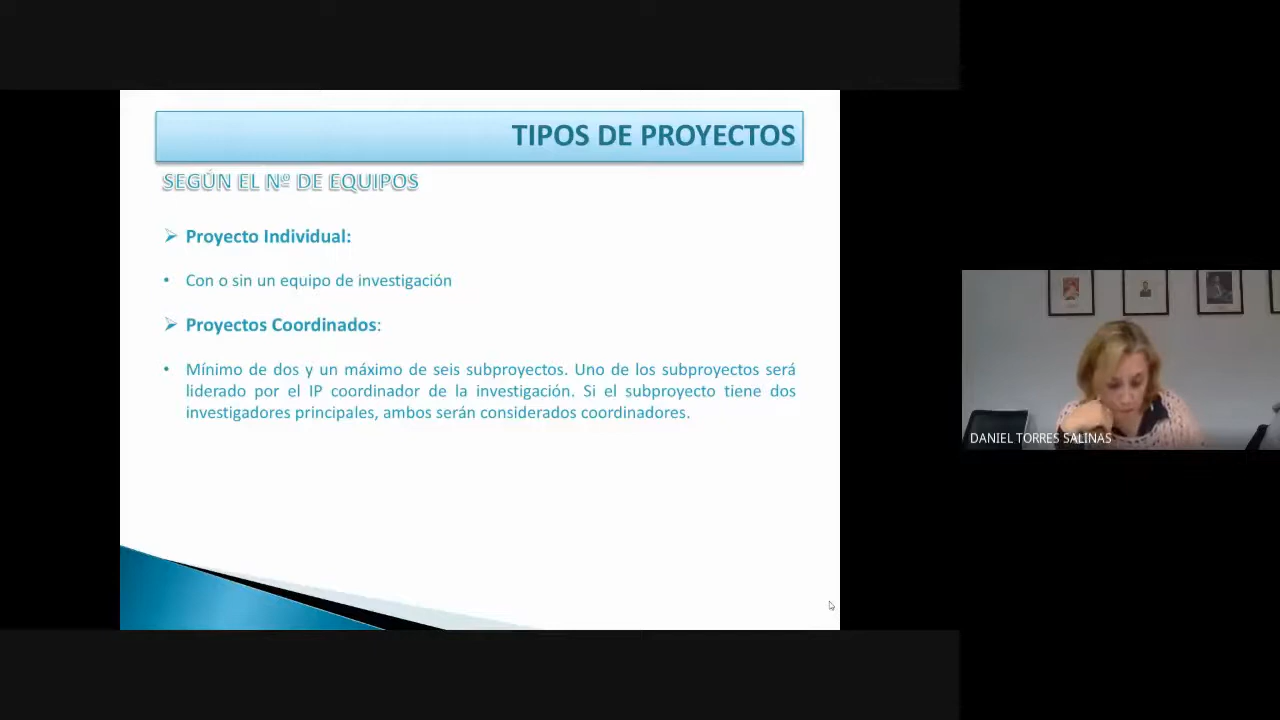 TIPOS DE PROYECTOS
SEGÚN EL Nº DE EQUIPOS
➢ Proyecto Individual:
• Con o sin un equipo de investigación
➢ Proyectos Coordinados:
• Mínimo de dos y un máximo de seis subproyectos. Uno de los subproyectos será
liderado por el IP coordinador de la investigación. Si el subproyecto tiene dos
investigadores principales, ambos serán considerados coordinadores.
DANIEL TORRES SALINAS